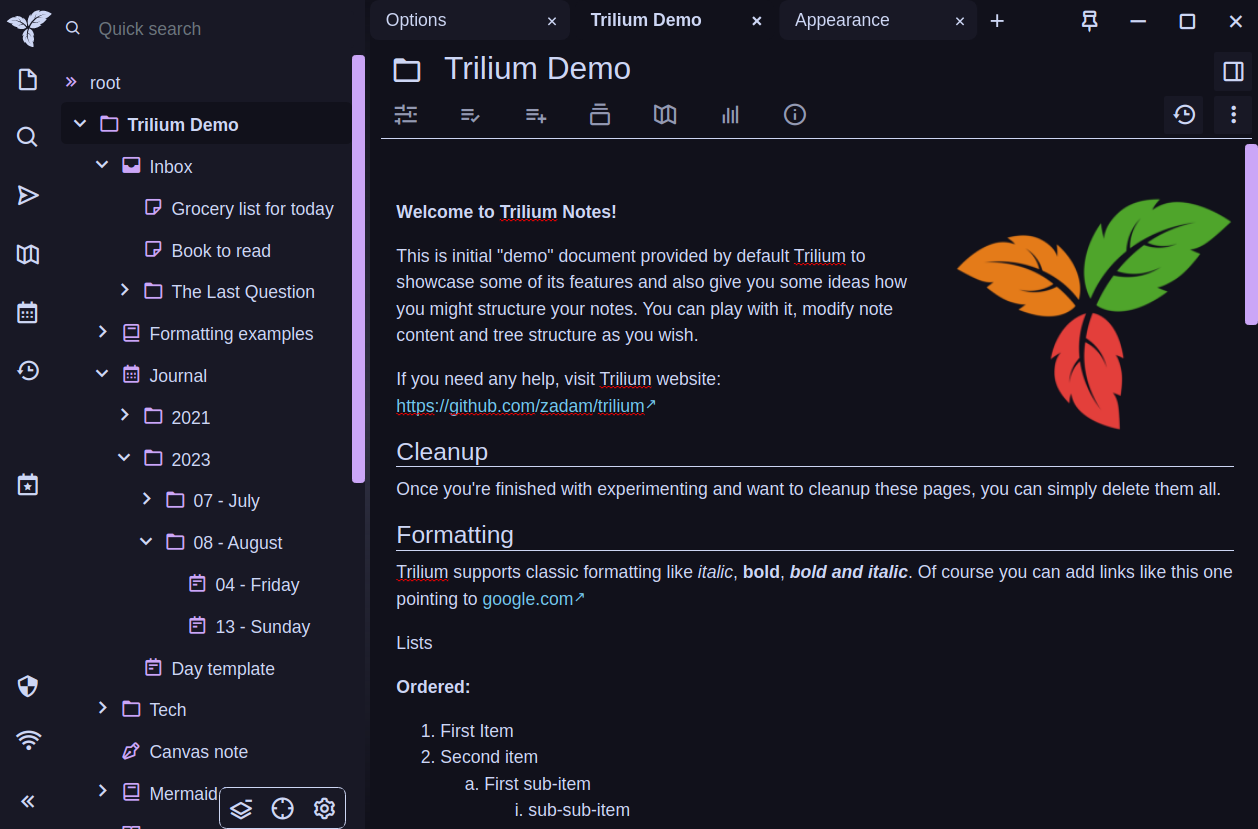 Quick search
root
Trilium Demo
Inbox
Grocery list for today
Book to read
The Last Question
Formatting examples
Journal
2021
2023
07 - July
08 - August
04 - Friday
13 - Sunday
Day template
Tech
Canvas note
Mermaid
Options
Trilium Demo
Appearance
Trilium Demo
Welcome to Trilium Notes!
This is initial "demo" document provided by default Trilium to
showcase some of its features and also give you some ideas how
you might structure your notes. You can play with it, modify note
content and tree structure as you wish.
If you need any help, visit Trilium website:
https://github.com/zadam/trilium
Cleanup
Once you're finished with experimenting and want to cleanup these pages, you can simply delete them all.
Formatting
Trilium supports classic formatting like italic, bold, bold and italic. Of course you can add links like this one
pointing to google.com
Lists
Ordered:
1. First Item
2. Second item
a. First sub-item
i. sub-sub-item